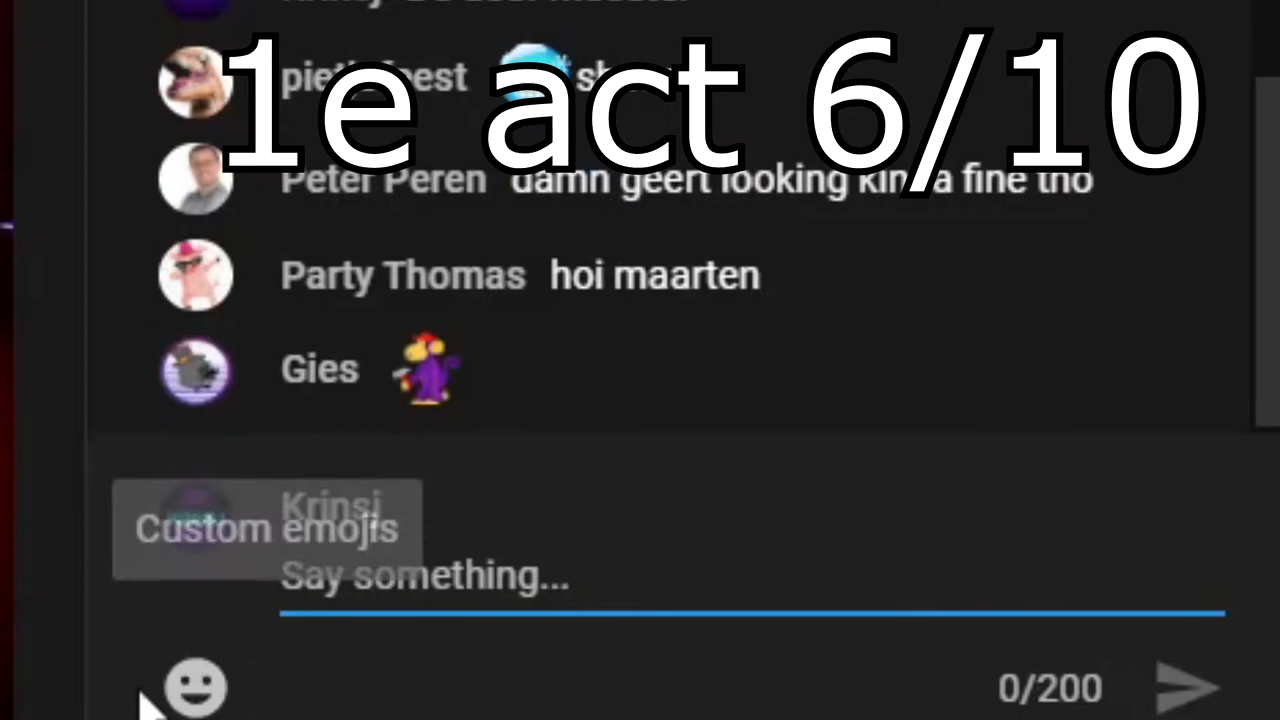 1e act 6/10
Peter Peren damn geert looking kinda fine tho
Party Thomas hoi maarten
Gies
Krinsj
Custom emojis
Say something...
0/200